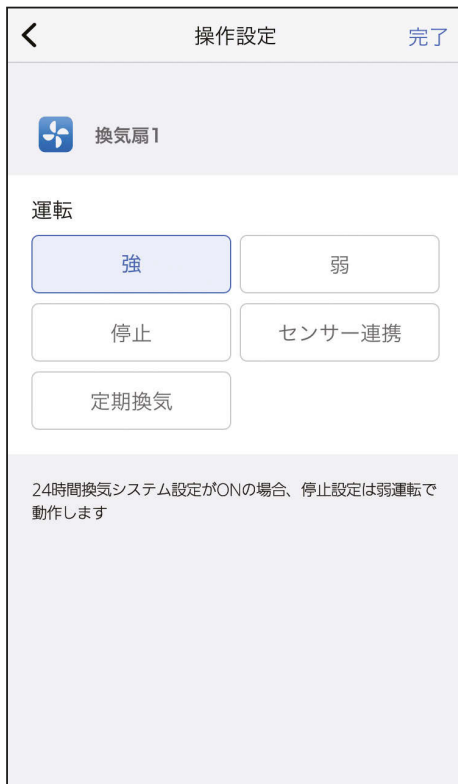 操作設定 完了
換気扇1
運転
強 弱
停止 センサー連携
定期換気
24時間換気システム設定がONの場合、停止設定は弱運転で
動作します